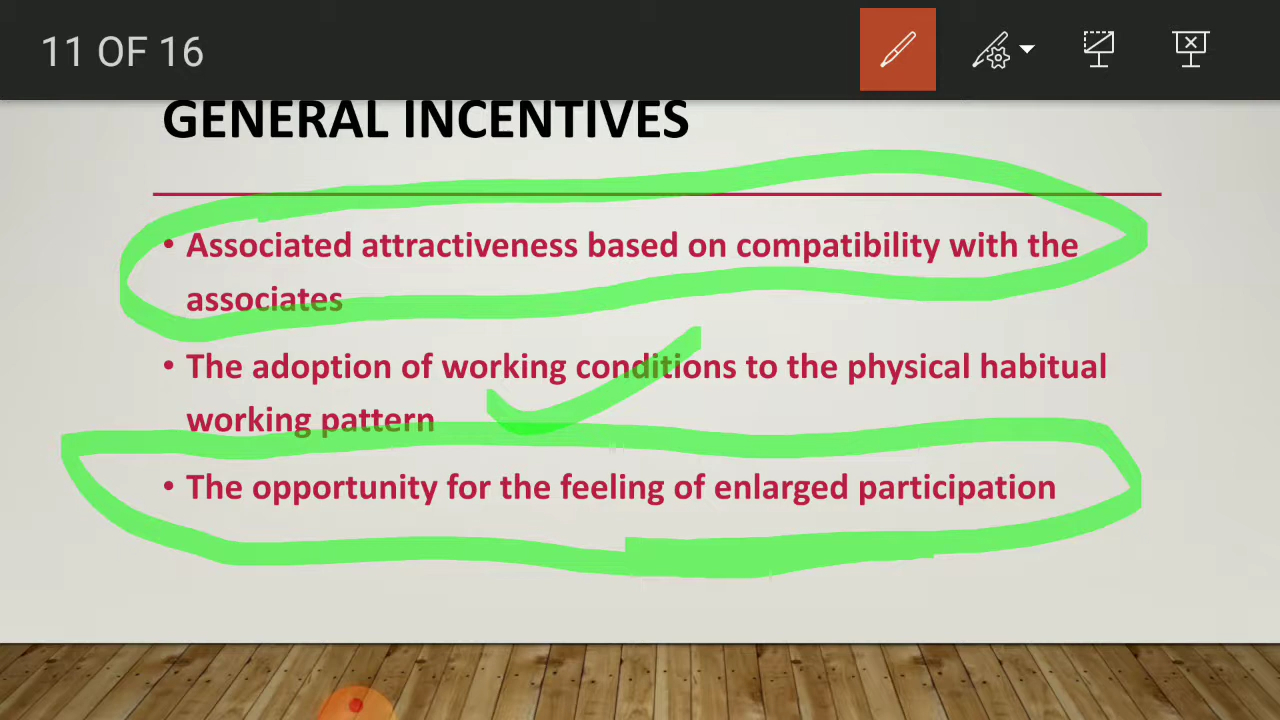 11 OF 16
GENERAL INCENTIVES
• Associated attractiveness based on compatibility with the
associates
• The adoption of working conditions to the physical habitual
working pattern
• The opportunity for the feeling of enlarged participation